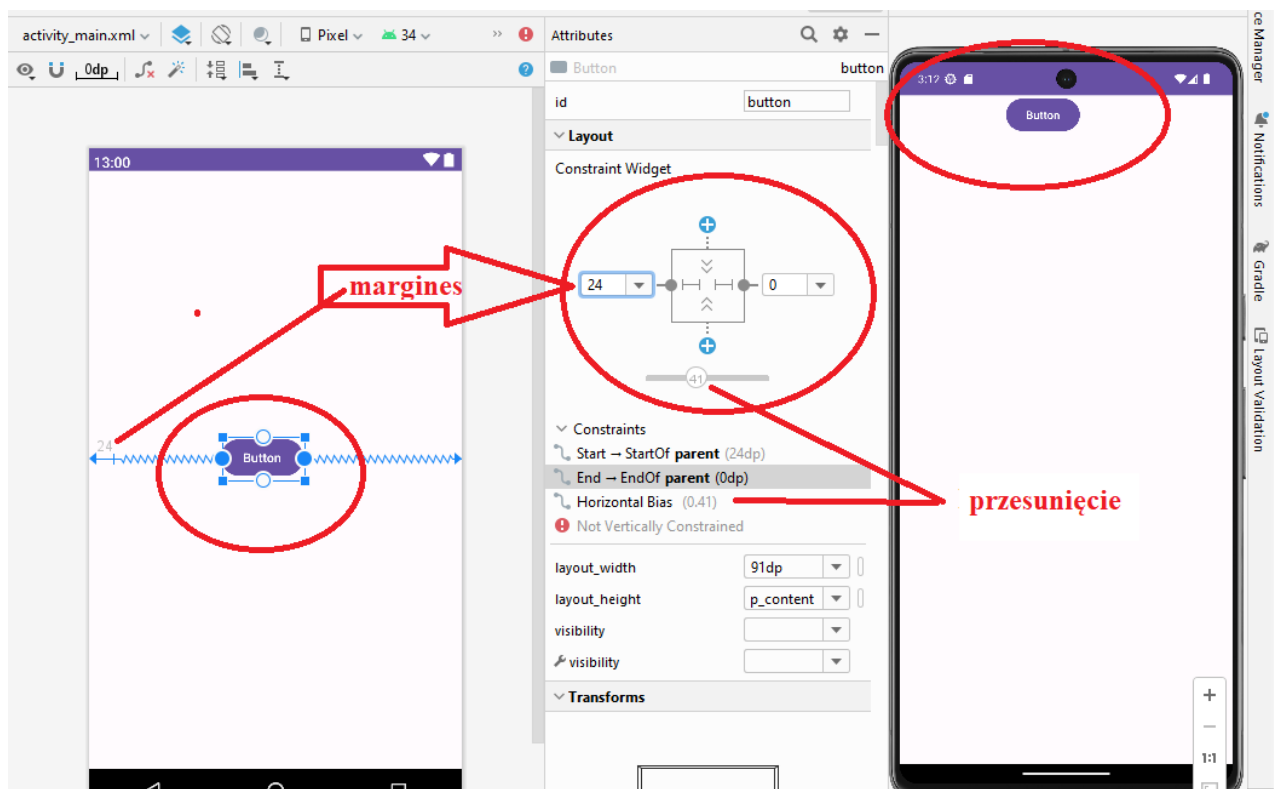 activity_main.xml
Pixel
34
Attributes
0dp
Button
button
id
button
Layout
Constraint Widget
24
0
41
Constraints
Start → StartOf parent (24dp)
End → EndOf parent (0dp)
Horizontal Bias (0.41)
Not Vertically Constrained
layout_width
91dp
layout_height
p_content
visibility
visibility
Transforms
13:00
margines
24
Button
3:12
Button
przesunięcie
1:1
ce Manager
Notifications
Gradle
Layout Validation